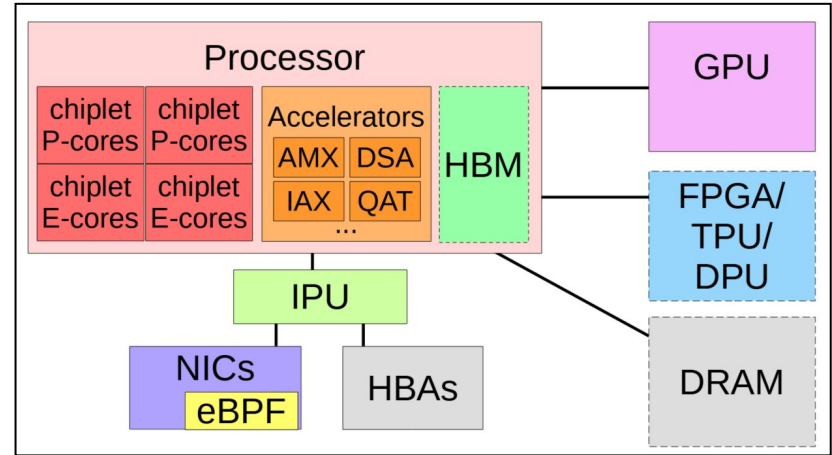 Processor
chiplet
P-cores
chiplet
P-cores
chiplet
E-cores
chiplet
E-cores
Accelerators
AMX
DSA
IAX
QAT
...
HBM
GPU
FPGA/
TPU/
DPU
DRAM
IPU
NICs
eBPF
HBAs